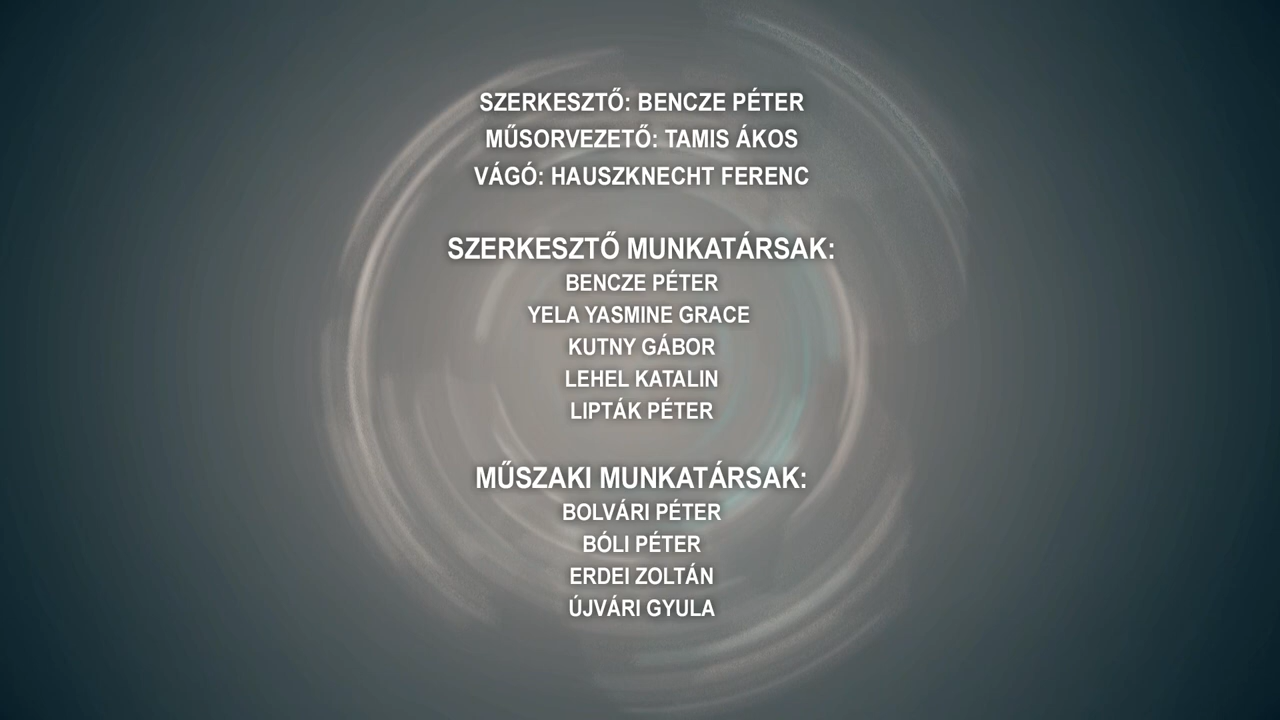 SZERKESZTŐ: BENCZE PÉTER
MŰSORVEZETŐ: TAMIS ÁKOS
VÁGÓ: HAUSZKNECHT FERENC
SZERKESZTŐ MUNKATÁRSAK:
BENCZE PÉTER
YELA YASMINE GRACE
KUTNY GÁBOR
LEHEL KATALIN
LIPTÁK PÉTER
MŰSZAKI MUNKATÁRSAK:
BOLVÁRI PÉTER
BÓLI PÉTER
ERDEI ZOLTÁN
ÚJVÁRI GYULA